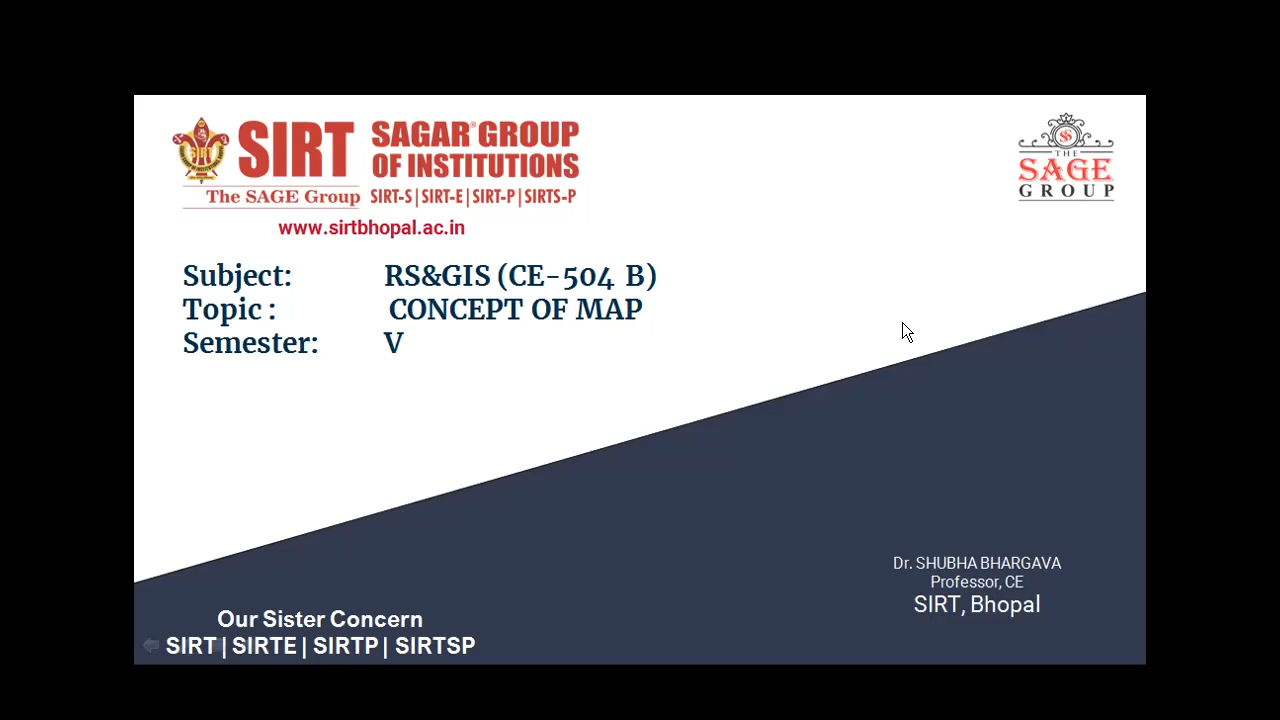 SIRT
SAGAR® GROUP
OF INSTITUTIONS
The SAGE Group
SIRT-S | SIRT-E | SIRT-P | SIRTS-P
www.sirtbhopal.ac.in
THE
SAGE
GROUP
Subject: RS&GIS (CE-504 B)
Topic : CONCEPT OF MAP
Semester: V
Dr. SHUBHA BHARGAVA
Professor, CE
SIRT, Bhopal
Our Sister Concern
SIRT | SIRTE | SIRTP | SIRTSP